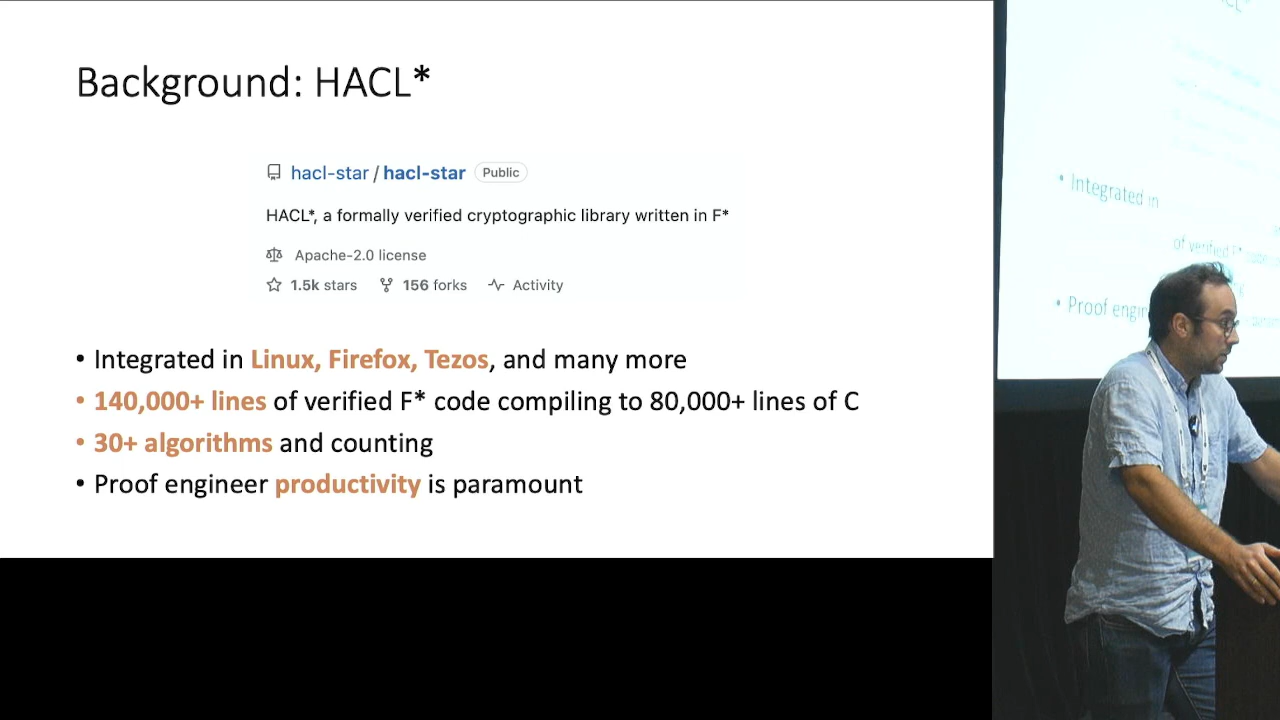 Background: HACL*
hacl-star / hacl-star Public
HACL*, a formally verified cryptographic library written in F*
Apache-2.0 license
1.5k stars 156 forks Activity
• Integrated in Linux, Firefox, Tezos, and many more
• 140,000+ lines of verified F* code compiling to 80,000+ lines of C
• 30+ algorithms and counting
• Proof engineer productivity is paramount
• Integrated in
of verified F*
• Proof engin